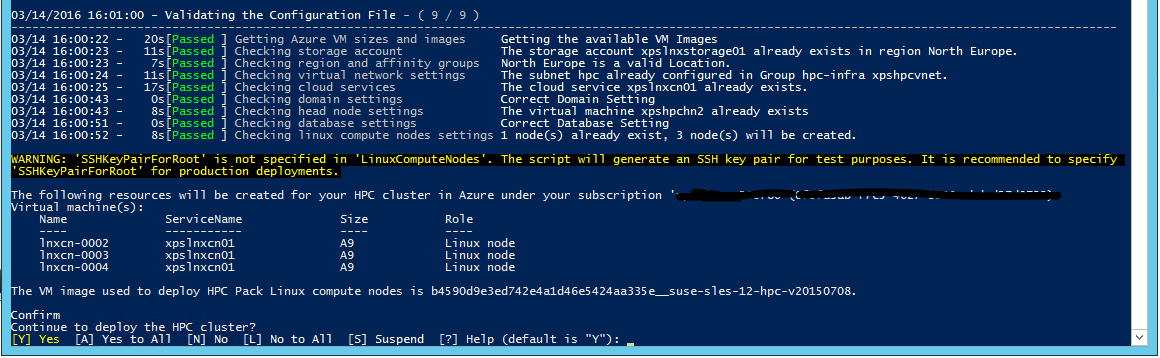 03/14/2016 16:01:00 - Validating the Configuration File - ( 9 / 9 )
03/14 16:00:22 - 20s[Passed ] Getting Azure VM sizes and images Getting the available VM Images
03/14 16:00:23 - 11s[Passed ] Checking storage account The storage account xpslnxstorage01 already exists in region North Europe.
03/14 16:00:23 - 7s[Passed ] Checking region and affinity groups North Europe is a valid Location.
03/14 16:00:24 - 11s[Passed ] Checking virtual network settings The subnet hpc already configured in Group hpc-infra xpshpcvnet.
03/14 16:00:25 - 17s[Passed ] Checking cloud services The cloud service xpslnxcn01 already exists.
03/14 16:00:43 - 0s[Passed ] Checking domain settings Correct Domain Setting
03/14 16:00:43 - 8s[Passed ] Checking head node settings The virtual machine xpshpchn2 already exists
03/14 16:00:51 - 0s[Passed ] Checking database settings Correct Database Setting
03/14 16:00:52 - 8s[Passed ] Checking linux compute nodes settings 1 node(s) already exist, 3 node(s) will be created.
WARNING: 'SSHKeyPairForRoot' is not specified in 'LinuxComputeNodes'. The script will generate an SSH key pair for test purposes. It is recommended to specify
'SSHKeyPairForRoot' for production deployments.
The following resources will be created for your HPC cluster in Azure under your subscription
Virtual machine(s):
Name ServiceName Size Role
---- ----------- ---- ----
lnxcn-0002 xpslnxcn01 A9 Linux node
lnxcn-0003 xpslnxcn01 A9 Linux node
lnxcn-0004 xpslnxcn01 A9 Linux node
The VM image used to deploy HPC Pack Linux compute nodes is b4590d9e3ed742e4a1d46e5424aa335e__suse-sles-12-hpc-v20150708.
Confirm
Continue to deploy the HPC cluster?
[Y] Yes [A] Yes to All [N] No [L] No to All [S] Suspend [?] Help (default is "Y"): _